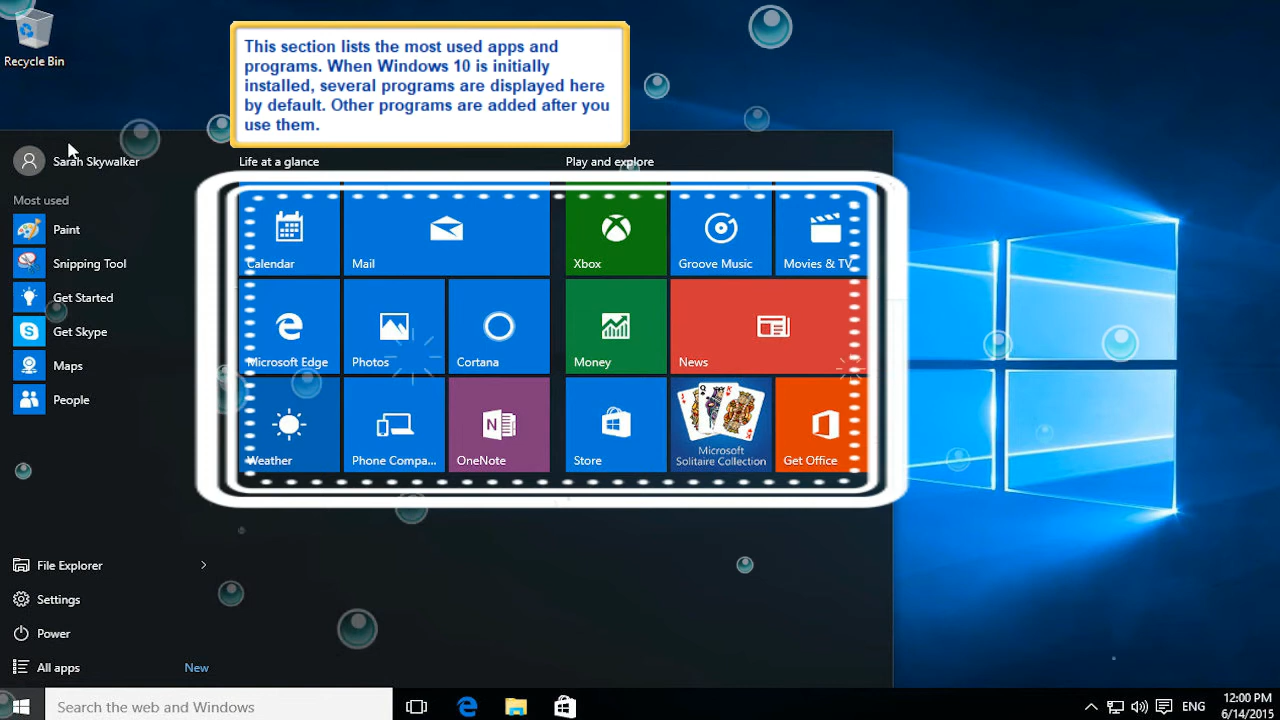 Recycle Bin
This section lists the most used apps and
programs. When Windows 10 is initially
installed, several programs are displayed here
by default. Other programs are added after you
use them.
Sarah Skywalker
Life at a glance
Play and explore
Most used
Paint
Snipping Tool
Get Started
Get Skype
Maps
People
Calendar
Mail
Xbox
Groove Music
Movies & TV
Microsoft Edge
Photos
Cortana
Money
News
Weather
Phone Compa...
OneNote
Store
Microsoft
Solitaire Collection
Get Office
File Explorer
Settings
Power
All apps
New
Search the web and Windows
ENG
12:00 PM
6/14/2015